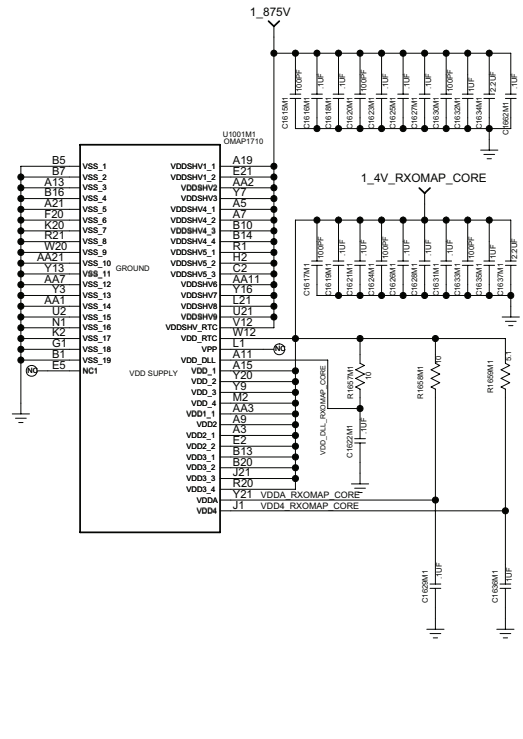 1_875V
C1615M1 100PF
C1616M1 .1UF
C1618M1 .1UF
C1620M1 100PF
C1623M1 .1UF
C1625M1 .1UF
C1627M1 .1UF
C1630M1 100PF
C1632M1 .1UF
C1634M1 2.2UF
C1662M1 .1UF
U1001M1
OMAP1710
1_4V_RXOMAP_CORE
C1617M1 100PF
C1619M1 .1UF
C1621M1 .1UF
C1624M1 100PF
C1626M1 .1UF
C1628M1 .1UF
C1631M1 .1UF
C1633M1 100PF
C1635M1 .1UF
C1637M1 2.2UF
GROUND
VDD SUPPLY
B5 VSS_1
B7 VSS_2
A13 VSS_3
B16 VSS_4
A21 VSS_5
F20 VSS_6
K20 VSS_7
R21 VSS_8
W20 VSS_9
AA21 VSS_10
Y13 VSS_11
AA7 VSS_12
Y3 VSS_13
AA1 VSS_14
U2 VSS_15
N1 VSS_16
K2 VSS_17
G1 VSS_18
B1 VSS_19
NC E5 NC1
VDDSHV1_1 A19
VDDSHV1_2 E21
VDDSHV2 AA2
VDDSHV3 Y7
VDDSHV4_1 A5
VDDSHV4_2 A7
VDDSHV4_3 B10
VDDSHV4_4 B14
VDDSHV5_1 R1
VDDSHV5_2 H2
VDDSHV5_3 C2
VDDSHV6 AA11
VDDSHV7 Y16
VDDSHV8 L21
VDDSHV9 U21
VDDSHV_RTC V12
VDD_RTC W12
VPP L1 NC
VDD_DLL A11
VDD_1 A15
VDD_2 Y20
VDD_3 Y9
VDD_4 M2
VDD1_1 AA3
VDD2 A9
VDD2_1 A3
VDD2_2 E2
VDD3_1 B13
VDD3_2 B20
VDD3_3 J21
VDD3_4 R20
VDDA Y21 VDDA_RXOMAP_CORE
VDD4 J1 VDD4_RXOMAP_CORE
VDD_DLL_RXOMAP_CORE
R1657M1 10
R1658M1 10
R1659M1 5.1
C1622M1 .1UF
C1629M1 .1UF
C1636M1 .1UF